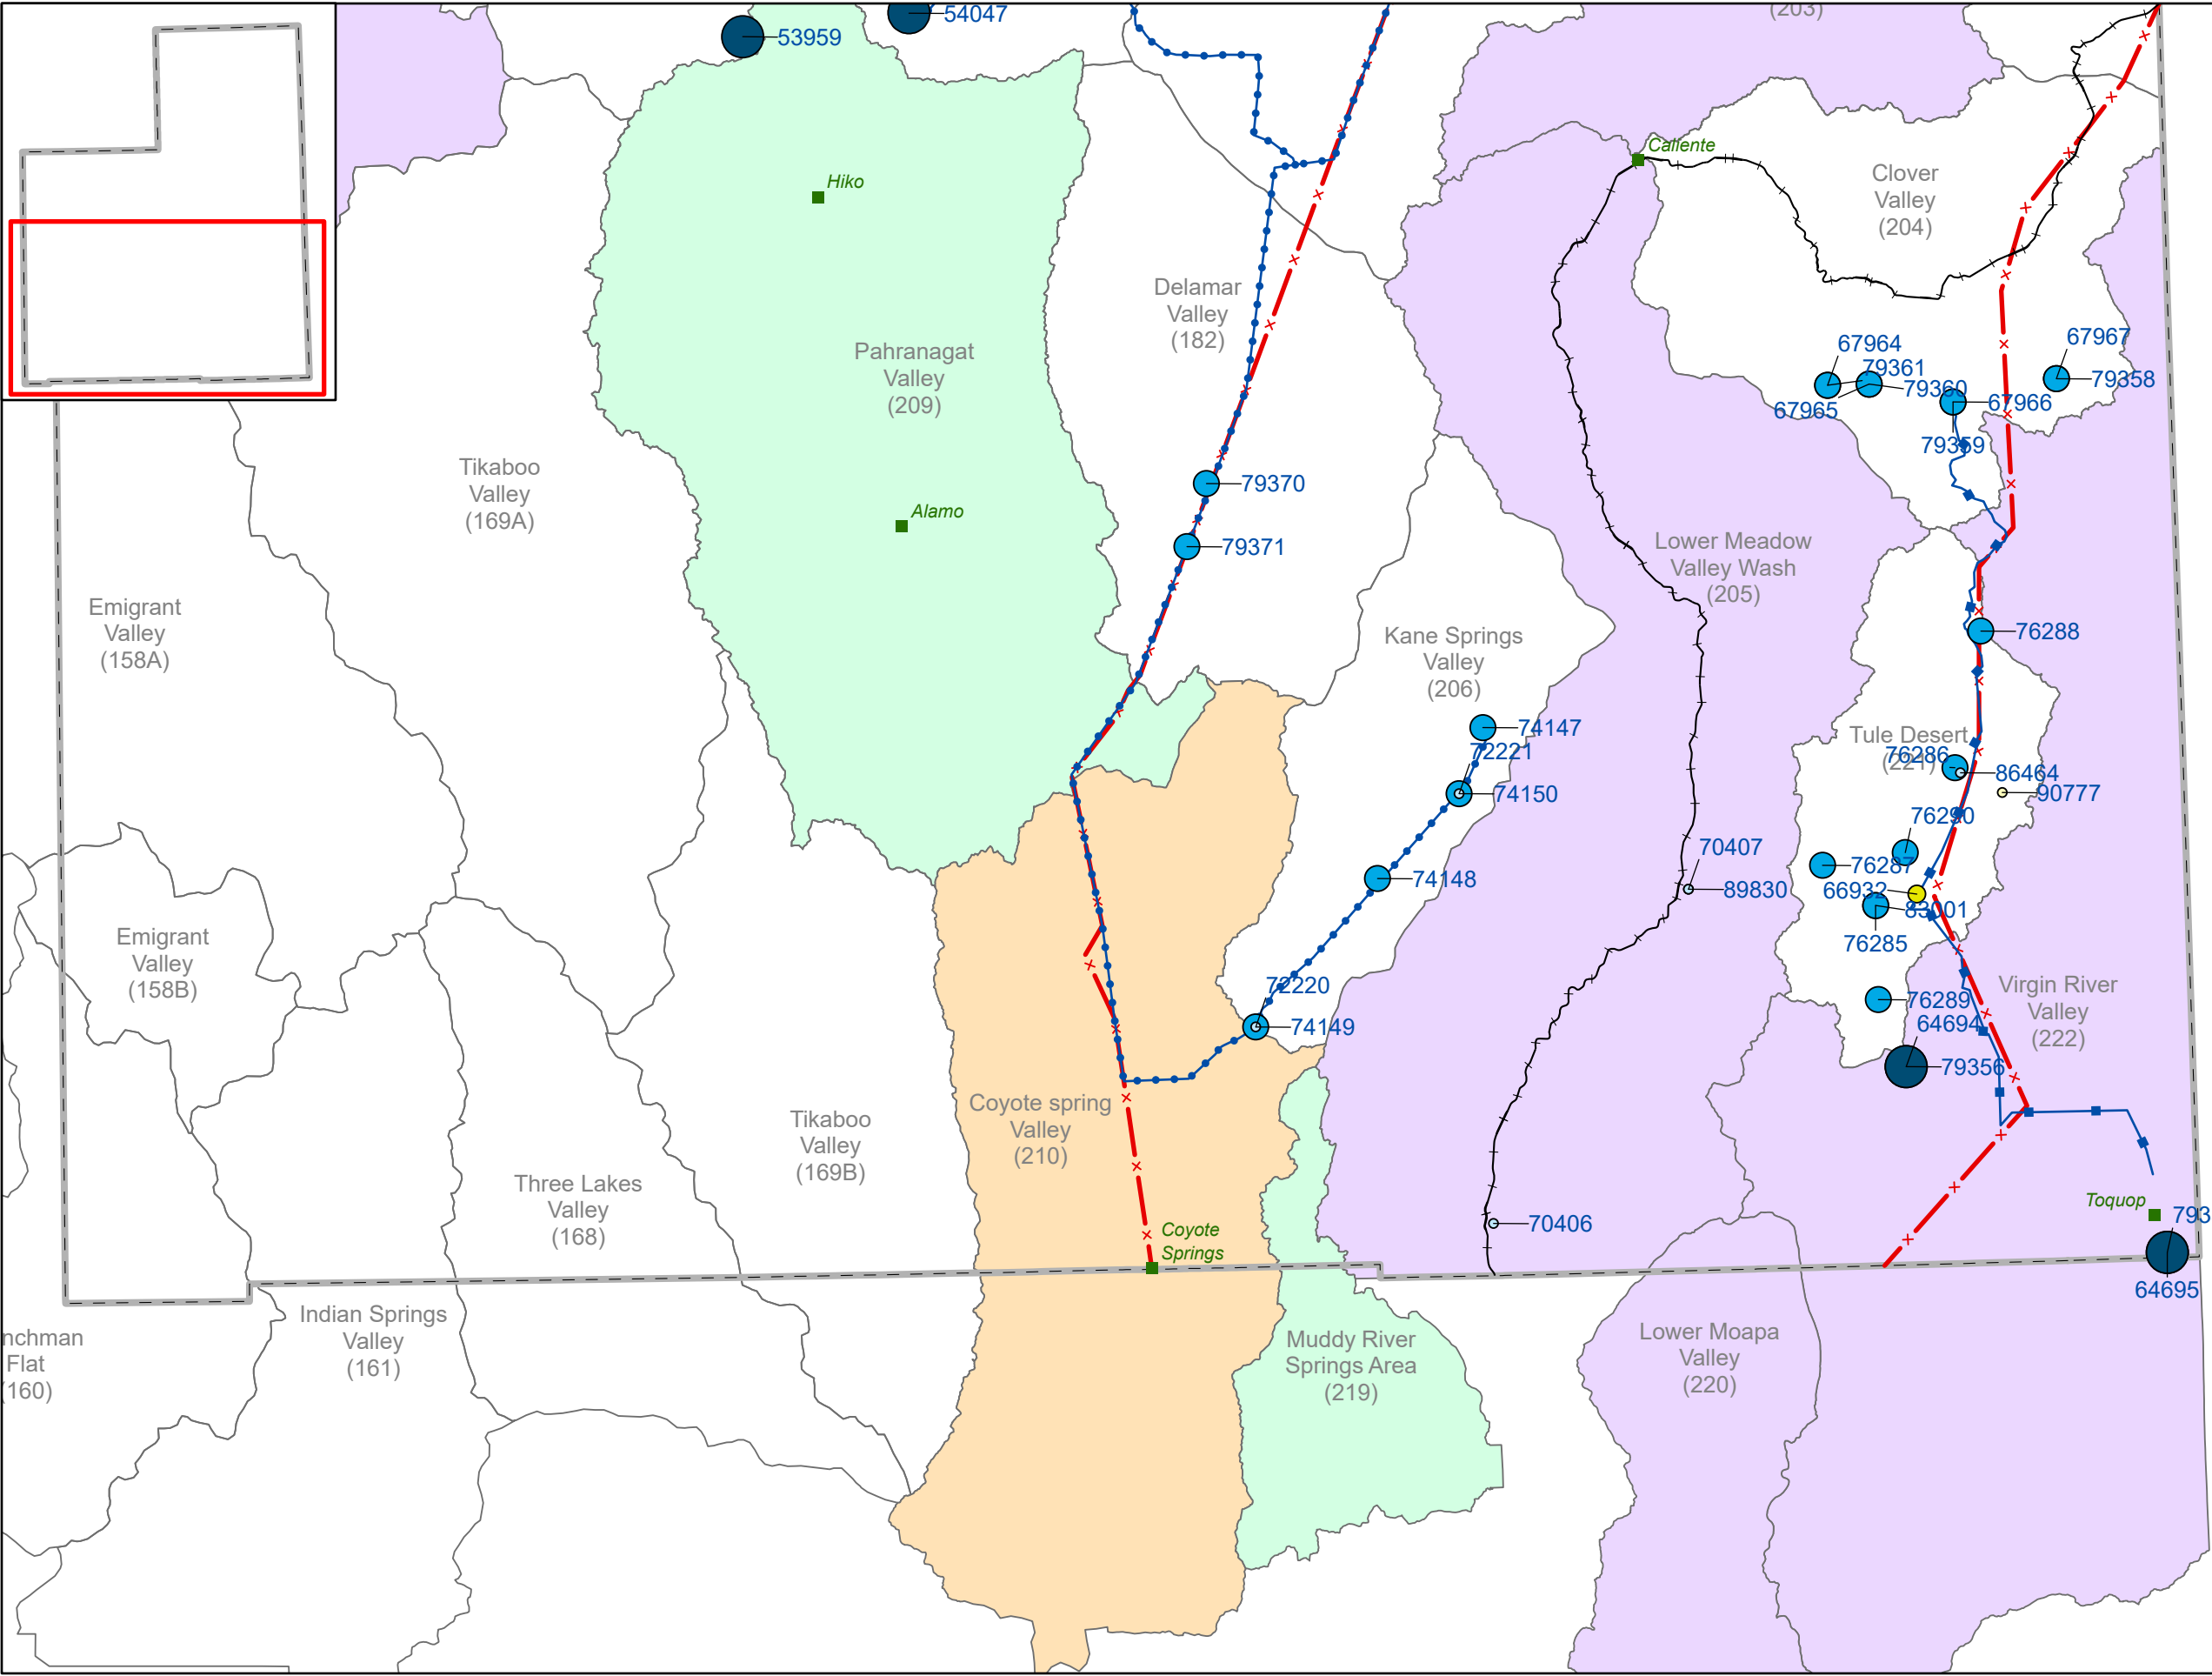 53959
54047
(203)
Caliente
Hiko
Clover
Valley
(204)
Delamar
Valley
(182)
Pahranagat
Valley
(209)
67964
79361
67967
79360
79358
67965
67966
79359
Tikaboo
Valley
(169A)
79370
Alamo
79371
Lower Meadow
Valley Wash
(205)
Emigrant
Valley
(158A)
Kane Springs
Valley
(206)
76288
74147
72221
74150
Tule Desert
(221)
76286
86464
90777
76290
70407
76287
74148
89830
66932
83001
76285
Emigrant
Valley
(158B)
72220
74149
76289
64694
Virgin River
Valley
(222)
79356
Coyote spring
Valley
(210)
Tikaboo
Valley
(169B)
Three Lakes
Valley
(168)
Toquop
793
70406
Coyote
Springs
64695
Indian Springs
Valley
(161)
nchman
Flat
160)
Muddy River
Springs Area
(219)
Lower Moapa
Valley
(220)